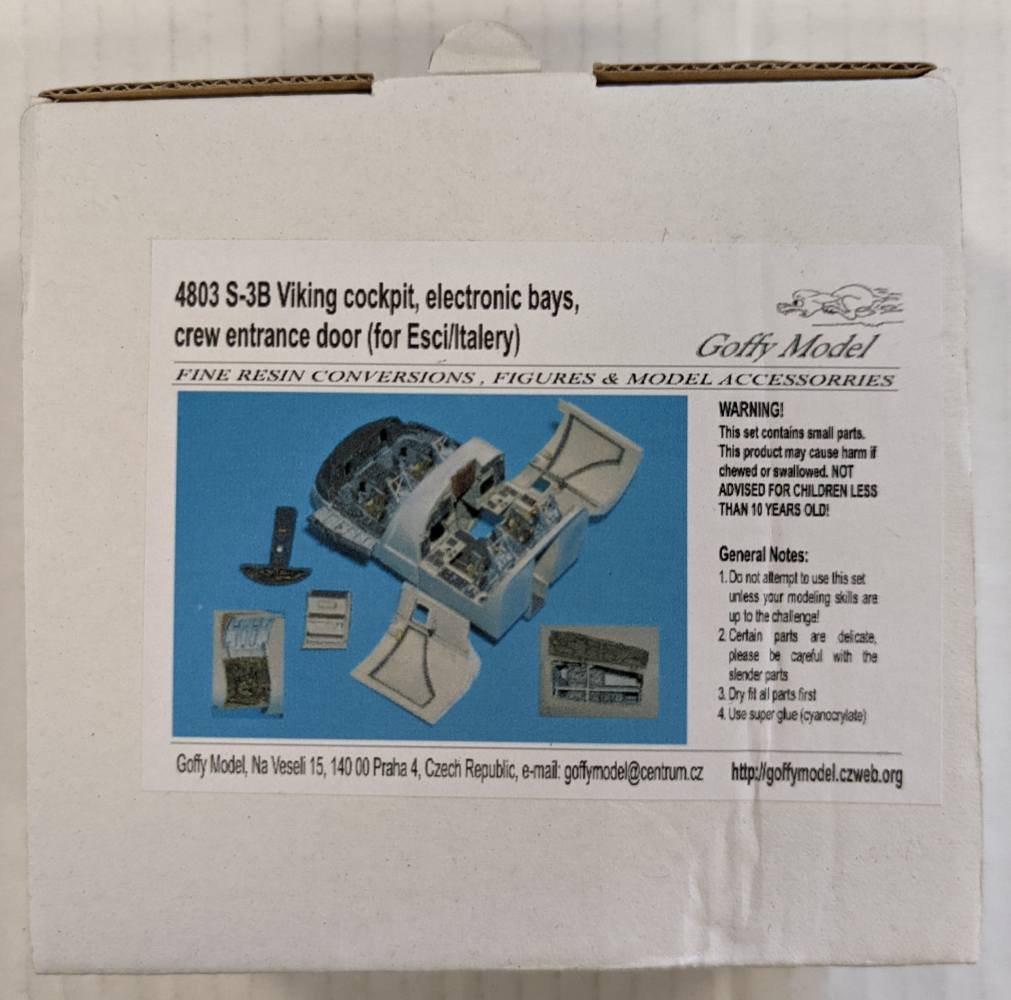 4803 S-3B Viking cockpit, electronic bays,
crew entrance door (for Esci/Italery)
Goffy Model
FINE RESIN CONVERSIONS , FIGURES & MODEL ACCESSORRIES
WARNING!
This set contains small parts.
This product may cause harm if
chewed or swallowed. NOT
ADVISED FOR CHILDREN LESS
THAN 10 YEARS OLD!
General Notes:
1. Do not attempt to use this set
unless your modeling skills are
up to the challenge!
2. Certain parts are delicate,
please be careful with the
slender parts
3. Dry fit all parts first
4. Use super glue (cyanocrylate)
Goffy Model, Na Veseli 15, 140 00 Praha 4, Czech Republic, e-mail: goffymodel@centrum.cz http://goffymodel.czweb.org